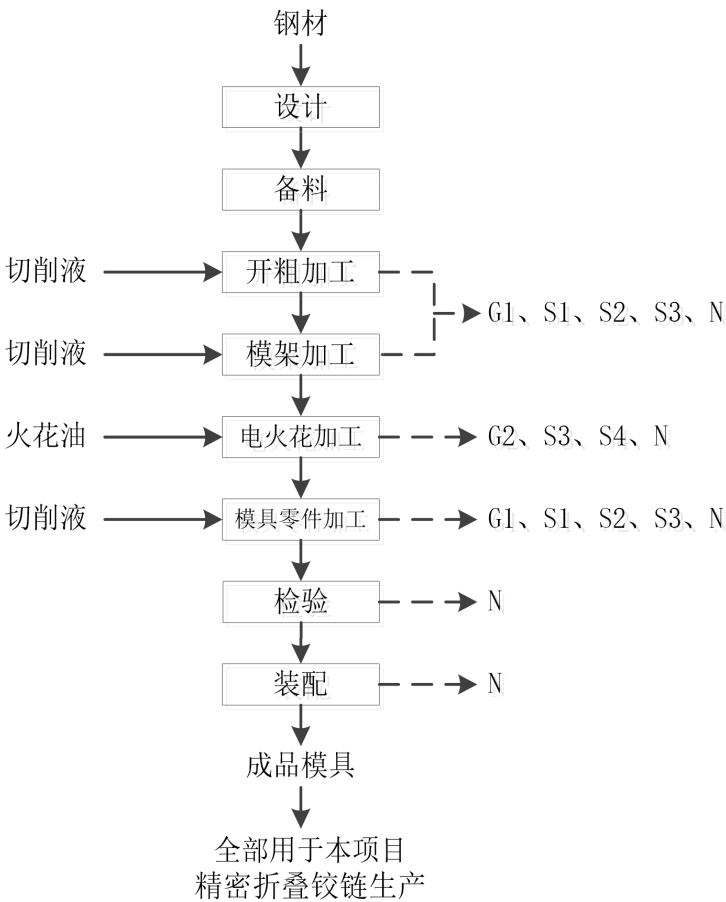 钢材
设计
备料
切削液
开粗加工
G1、S1、S2、S3、N
切削液
模架加工
火花油
电火花加工
G2、S3、S4、N
切削液
模具零件加工
G1、S1、S2、S3、N
检验
N
装配
N
成品模具
全部用于本项目
精密折叠铰链生产